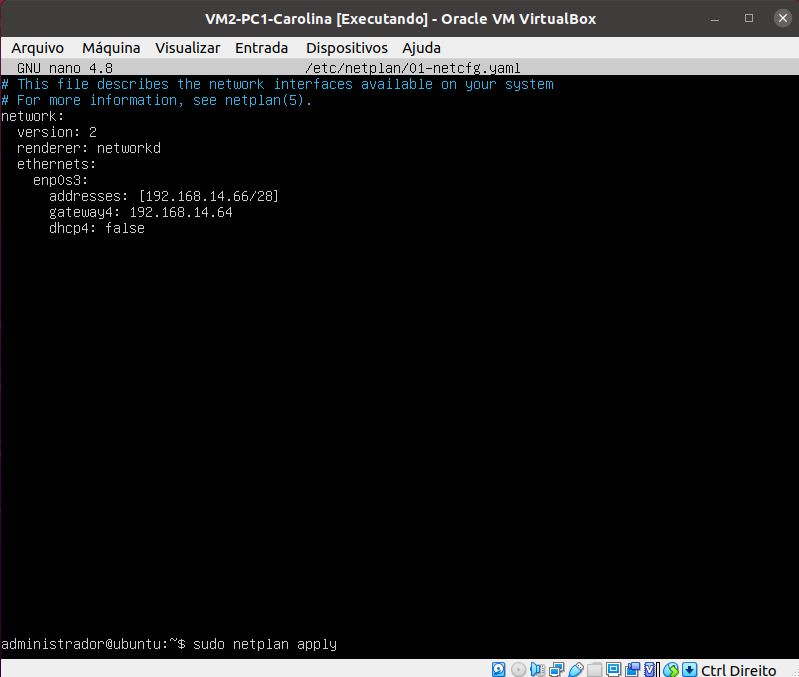 VM2-PC1-Carolina [Executando] - Oracle VM VirtualBox
Arquivo Máquina Visualizar Entrada Dispositivos Ajuda
GNU nano 4.8 /etc/netplan/01-netcfg.yaml
# This file describes the network interfaces available on your system
# For more information, see netplan(5).
network:
  version: 2
  renderer: networkd
  ethernets:
    enp0s3:
      addresses: [192.168.14.66/28]
      gateway4: 192.168.14.64
      dhcp4: false
administrador@ubuntu:~$ sudo netplan apply
Ctrl Direito